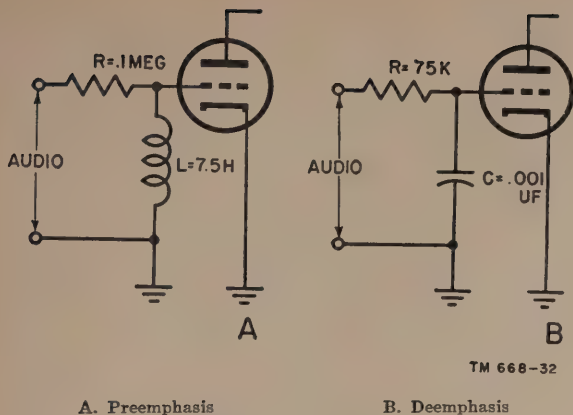 R=.1MEG
AUDIO
L=7.5H
A
R=75K
AUDIO
C=.001
UF
B
TM 668-32
A. Preemphasis
B. Deemphasis